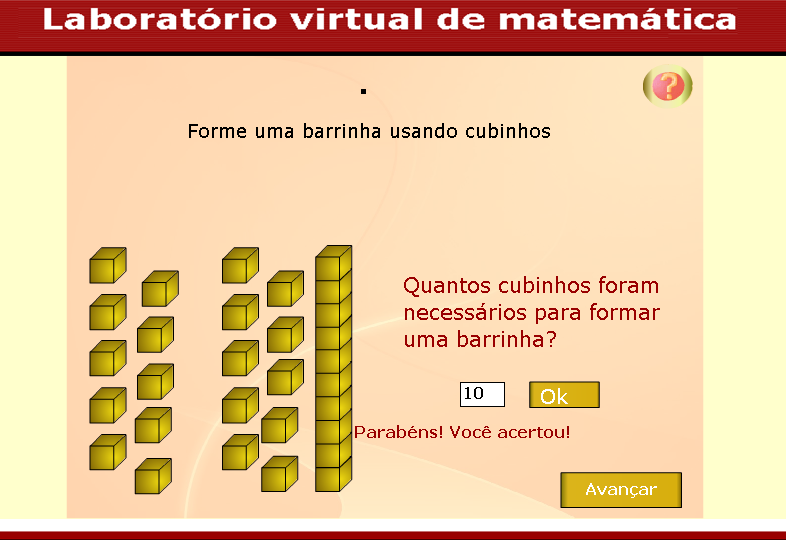 Laboratório virtual de matemática
?
.
Forme uma barrinha usando cubinhos
Quantos cubinhos foram
necessários para formar
uma barrinha?
10
Ok
Parabéns! Você acertou!
Avançar